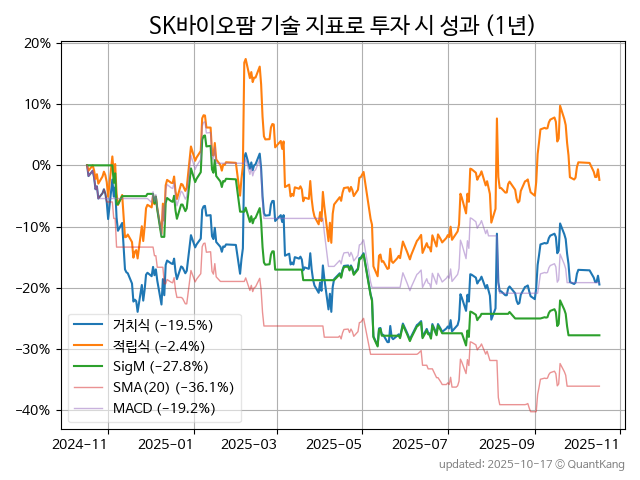 SK바이오팜 기술 지표로 투자 시 성과 (1년)
20%
10%
0%
−10%
−20%
−30%
−40%
거치식 (−19.5%)
적립식 (−2.4%)
SigM (−27.8%)
SMA(20) (−36.1%)
MACD (−19.2%)
2024-11
2025-01
2025-03
2025-05
2025-07
2025-09
2025-11
updated: 2025-10-17 © QuantKang